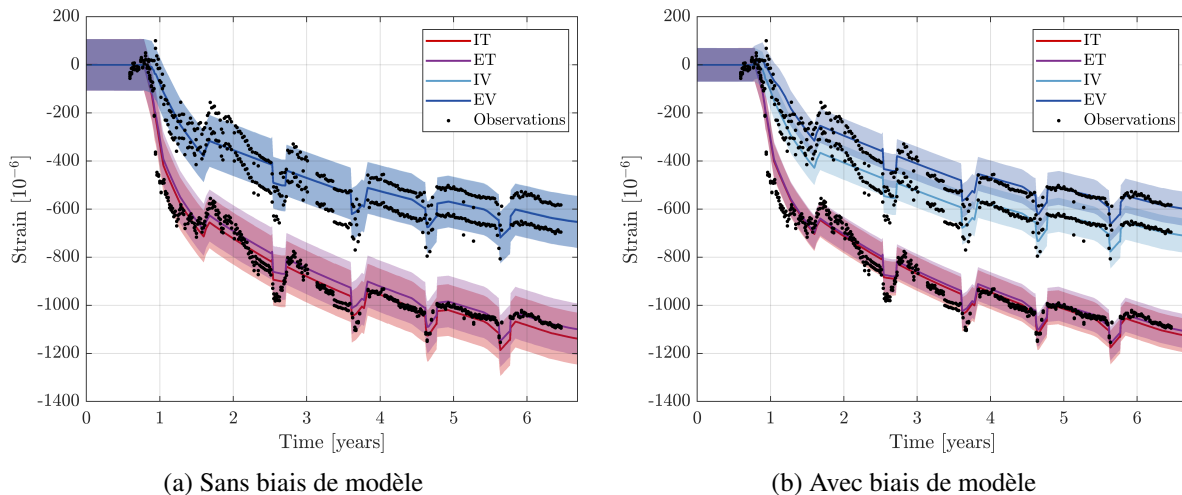 200
0
-200
-400
-600
-800
-1000
-1200
-1400
0 1 2 3 4 5 6
Strain [10⁻⁶]
Time [years]
IT
ET
IV
EV
Observations
(a) Sans biais de modèle
200
0
-200
-400
-600
-800
-1000
-1200
-1400
0 1 2 3 4 5 6
Strain [10⁻⁶]
Time [years]
IT
ET
IV
EV
Observations
(b) Avec biais de modèle